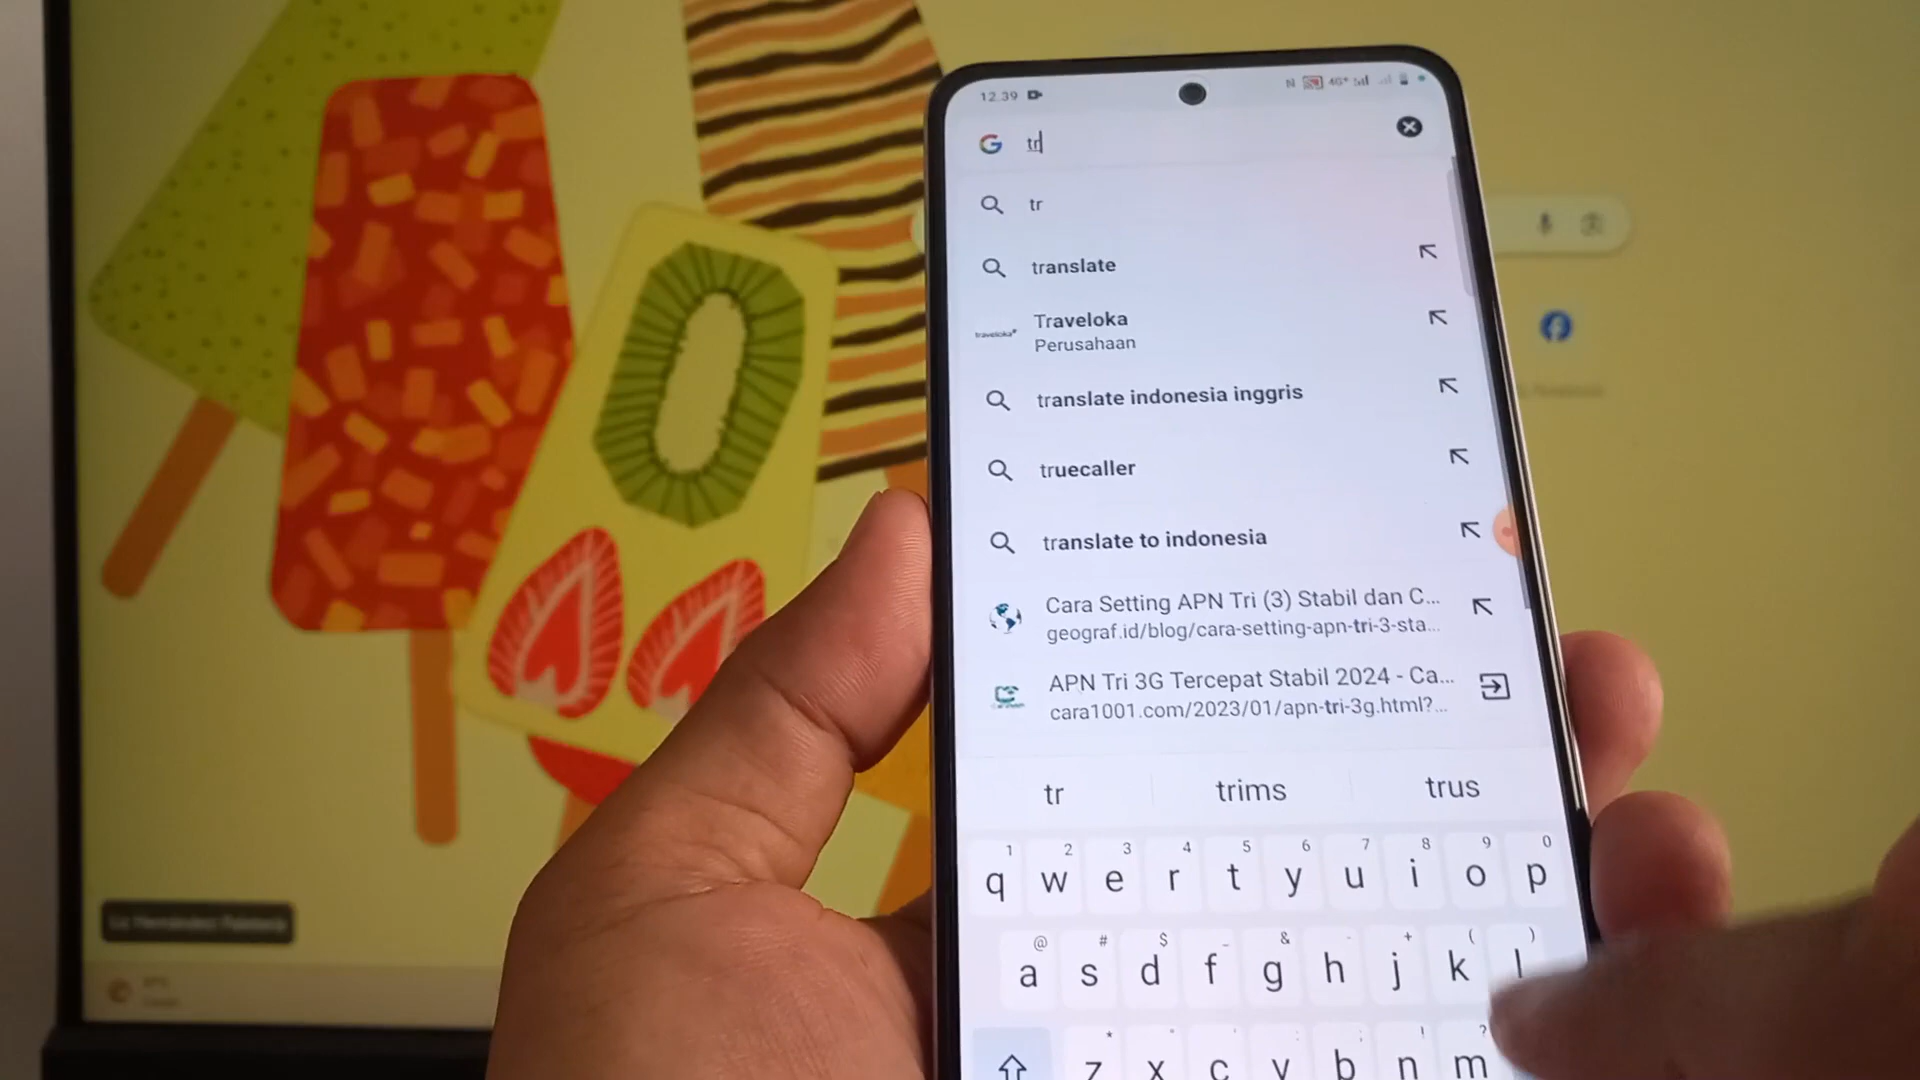 12.39
4G+
tr
tr
translate
Traveloka
traveloka
Perusahaan
translate indonesia inggris
truecaller
translate to indonesia
Cara Setting APN Tri (3) Stabil dan C...
geograf.id/blog/cara-setting-apn-tri-3-sta...
APN Tri 3G Tercepat Stabil 2024 - Ca...
cara1001.com/2023/01/apn-tri-3g.html?...
tr trims trus
1 2 3 4 5 6 7 8 9 0
q w e r t y u i o p
@ # $ _ & - + ( )
a s d f g h j k l
* " ' : ; ! ?
z x c v b n m